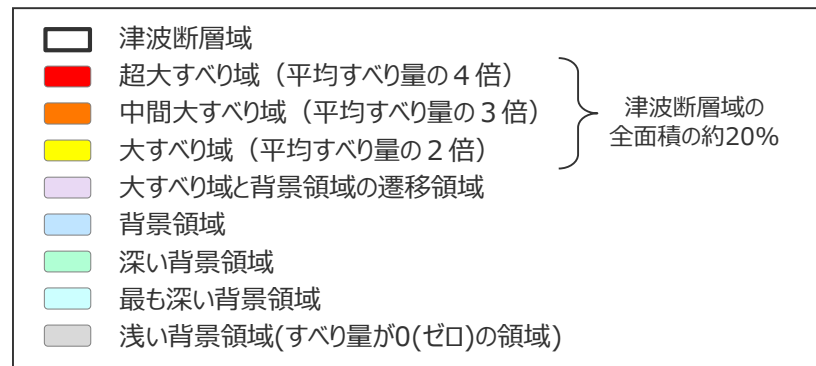 津波断層域
超大すべり域（平均すべり量の４倍）
中間大すべり域（平均すべり量の３倍）
大すべり域（平均すべり量の２倍）
津波断層域の
全面積の約20%
大すべり域と背景領域の遷移領域
背景領域
深い背景領域
最も深い背景領域
浅い背景領域(すべり量が0(ゼロ)の領域)